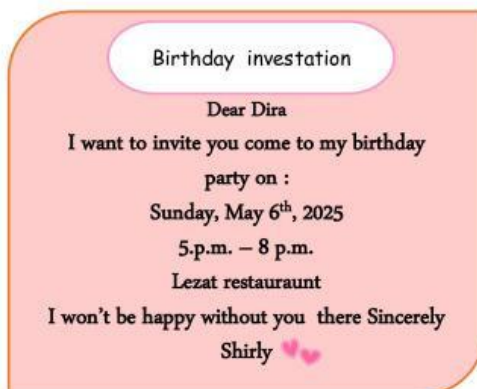 Birthday investation
Dear Dira
I want to invite you come to my birthday
party on :
Sunday, May 6th, 2025
5.p.m. – 8 p.m.
Lezat restauraunt
I won't be happy without you there Sincerely
Shirly